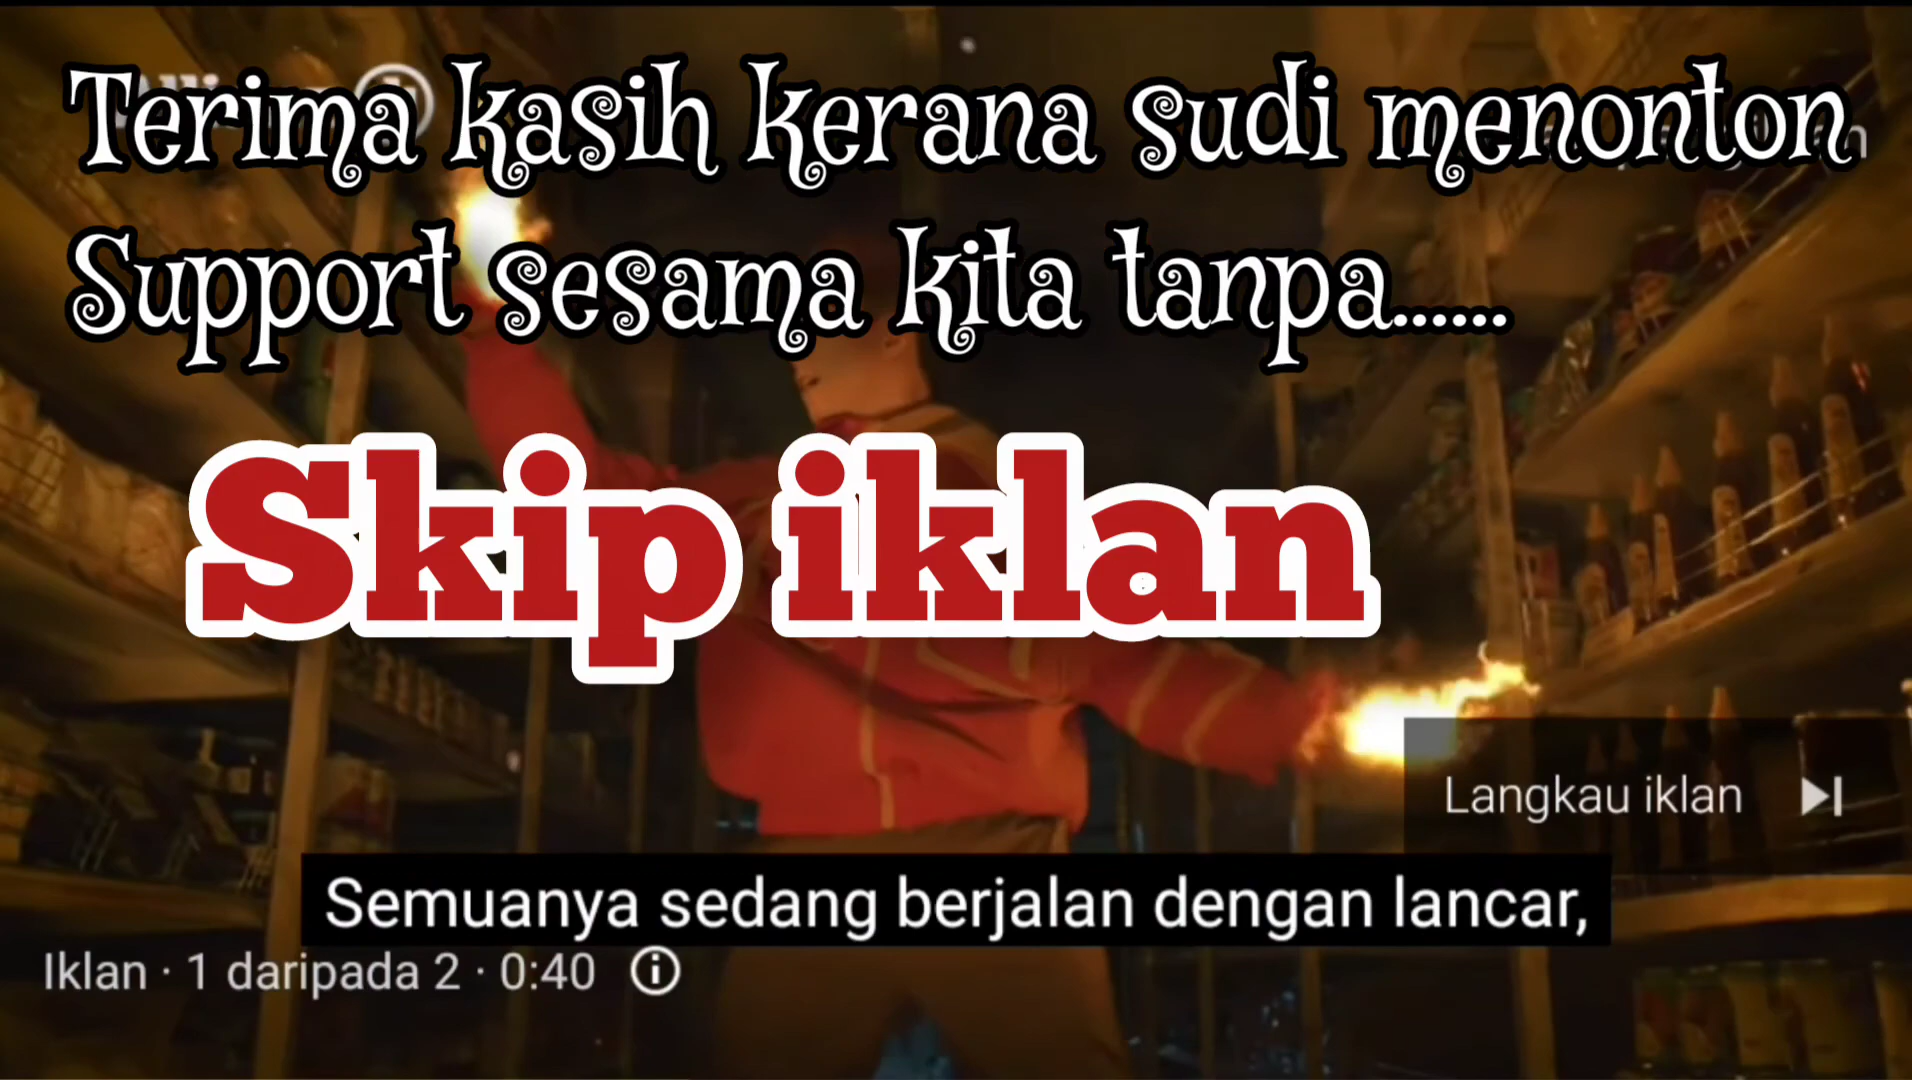 Terima kasih kerana sudi menonton
Support sesama kita tanpa......
Skip iklan
Langkau iklan
Semuanya sedang berjalan dengan lancar,
Iklan · 1 daripada 2 · 0:40